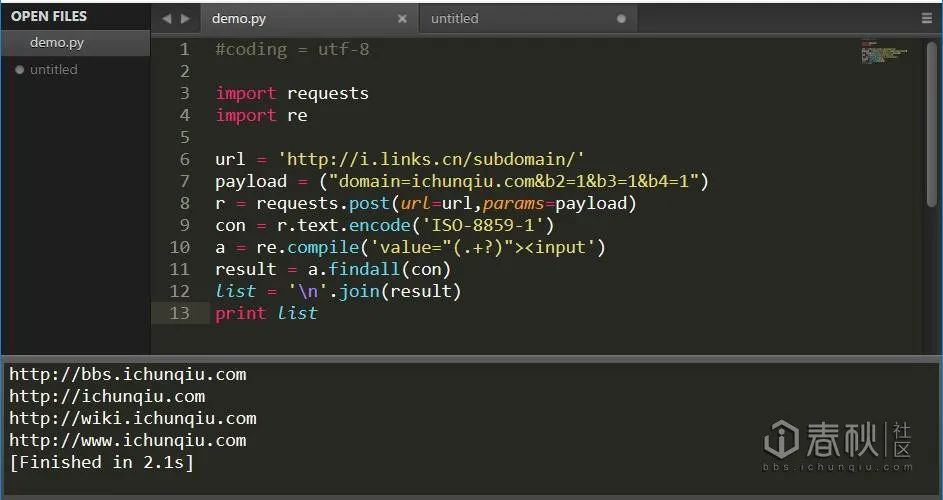 OPEN FILES
demo.py
untitled
demo.py
untitled
1 #coding = utf-8
2
3 import requests
4 import re
5
6 url = 'http://i.links.cn/subdomain/'
7 payload = ("domain=ichunqiu.com&b2=1&b3=1&b4=1")
8 r = requests.post(url=url,params=payload)
9 con = r.text.encode('ISO-8859-1')
10 a = re.compile('value="(.+?)"><input')
11 result = a.findall(con)
12 list = '\n'.join(result)
13 print list
http://bbs.ichunqiu.com
http://ichunqiu.com
http://wiki.ichunqiu.com
http://www.ichunqiu.com
[Finished in 2.1s]
春秋 社区
bbs.ichunqiu.com